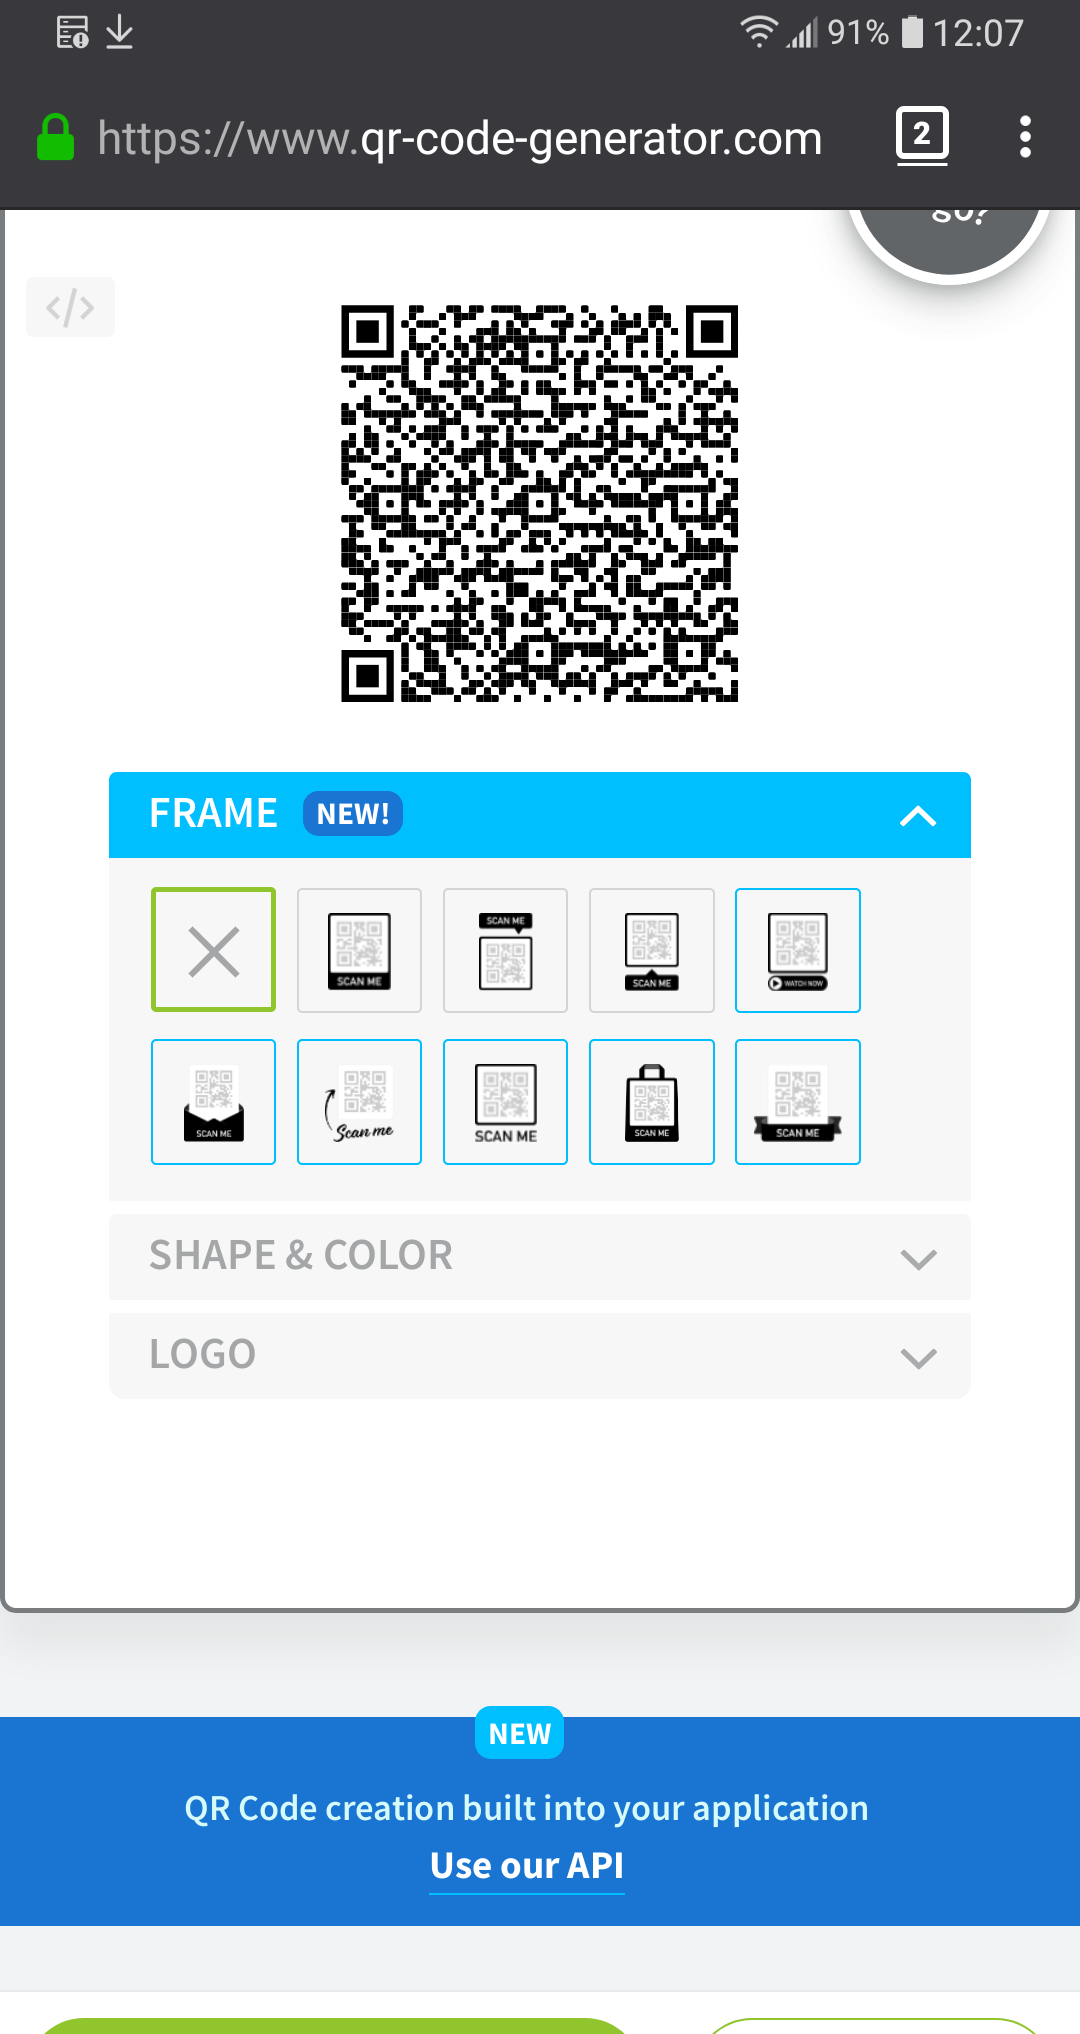 91% 12:07
https://www.qr-code-generator.com 2
go?
</>
FRAME NEW!
SCAN ME
SCAN ME
SCAN ME
WATCH NOW
SCAN ME
Scan me
SCAN ME
SCAN ME
SCAN ME
SHAPE & COLOR
LOGO
NEW
QR Code creation built into your application
Use our API